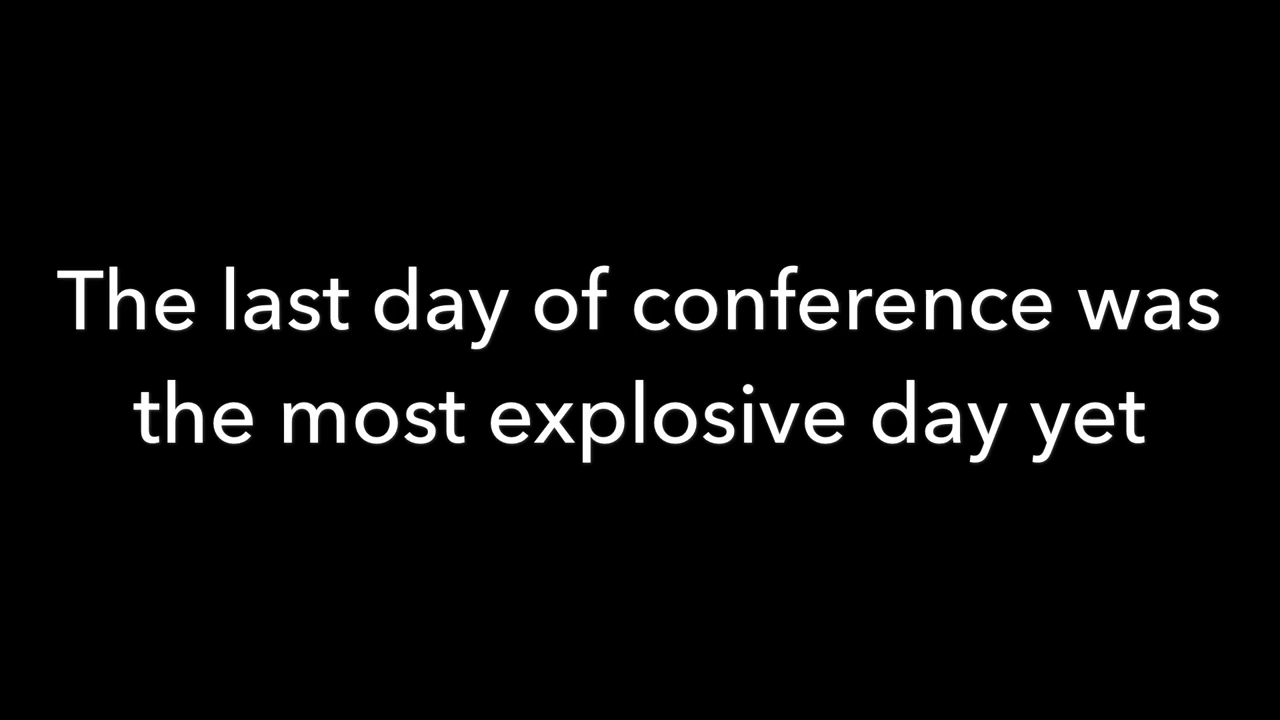 The last day of conference was
the most explosive day yet